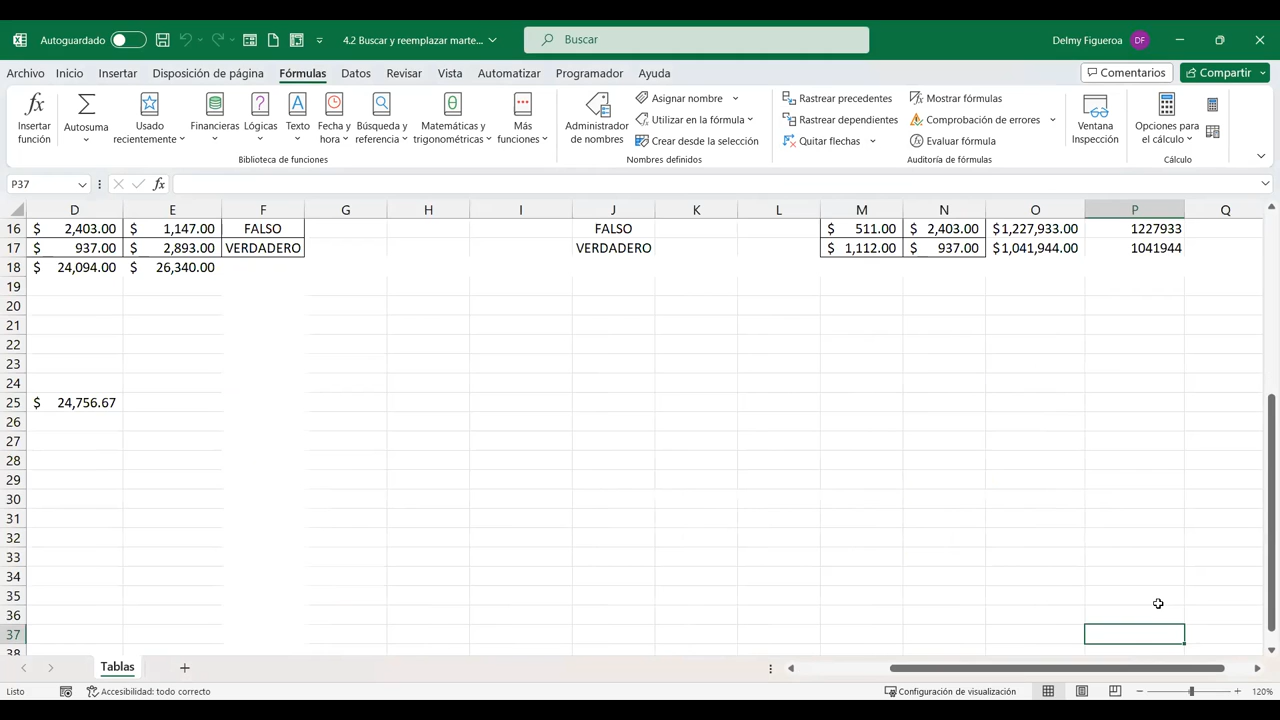 Autoguardado 4.2 Buscar y reemplazar marte... Buscar Delmy Figueroa DF
Archivo Inicio Insertar Disposición de página Fórmulas Datos Revisar Vista Automatizar Programador Ayuda Comentarios Compartir
Insertar función
Autosuma
Usado recientemente
Financieras
Lógicas
Texto
Fecha y hora
Búsqueda y referencia
Matemáticas y trigonométricas
Más funciones
Biblioteca de funciones
Administrador de nombres
Asignar nombre
Utilizar en la fórmula
Crear desde la selección
Nombres definidos
Rastrear precedentes
Rastrear dependientes
Quitar flechas
Mostrar fórmulas
Comprobación de errores
Evaluar fórmula
Auditoría de fórmulas
Ventana Inspección
Opciones para el cálculo
Cálculo
P37 fx
D E F G H I J K L M N O P Q
16 $ 2,403.00 $ 1,147.00 FALSO FALSO $ 511.00 $ 2,403.00 $1,227,933.00 1227933
17 $ 937.00 $ 2,893.00 VERDADERO VERDADERO $ 1,112.00 $ 937.00 $1,041,944.00 1041944
18 $ 24,094.00 $ 26,340.00
19
20
21
22
23
24
25 $ 24,756.67
26
27
28
29
30
31
32
33
34
35
36
37
38
Tablas
Listo Accesibilidad: todo correcto Configuración de visualización 120%